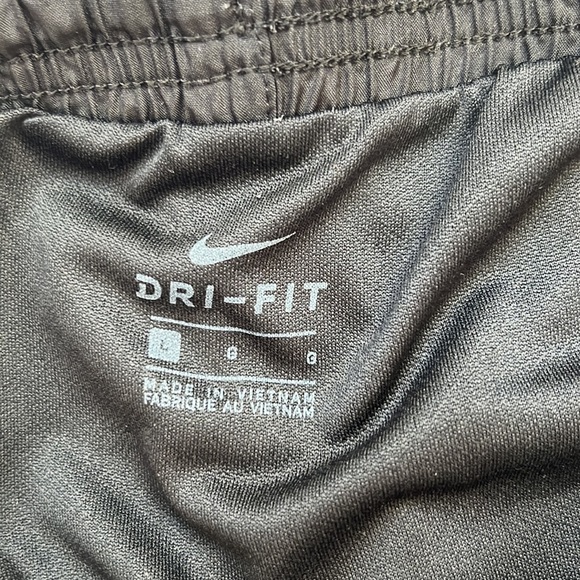 DRI-FIT
L G G
MADE IN VIETNAM
FABRIQUE AU VIETNAM